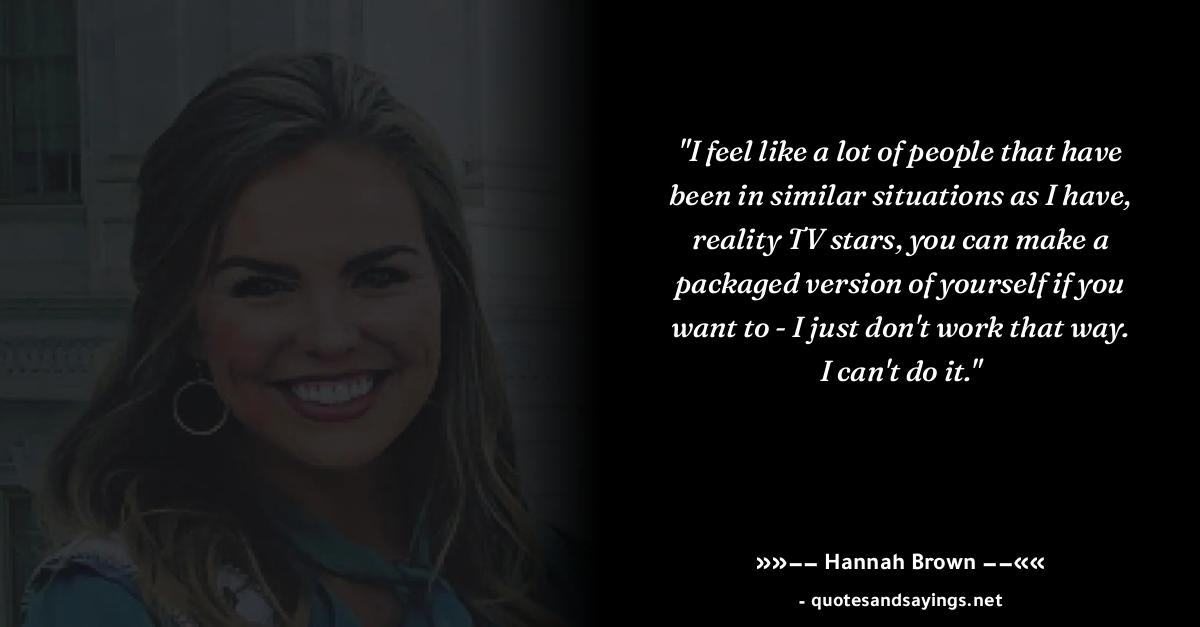 "I feel like a lot of people that have
been in similar situations as I have,
reality TV stars, you can make a
packaged version of yourself if you
want to - I just don't work that way.
I can't do it."
»»–– Hannah Brown ––««
- quotesandsayings.net